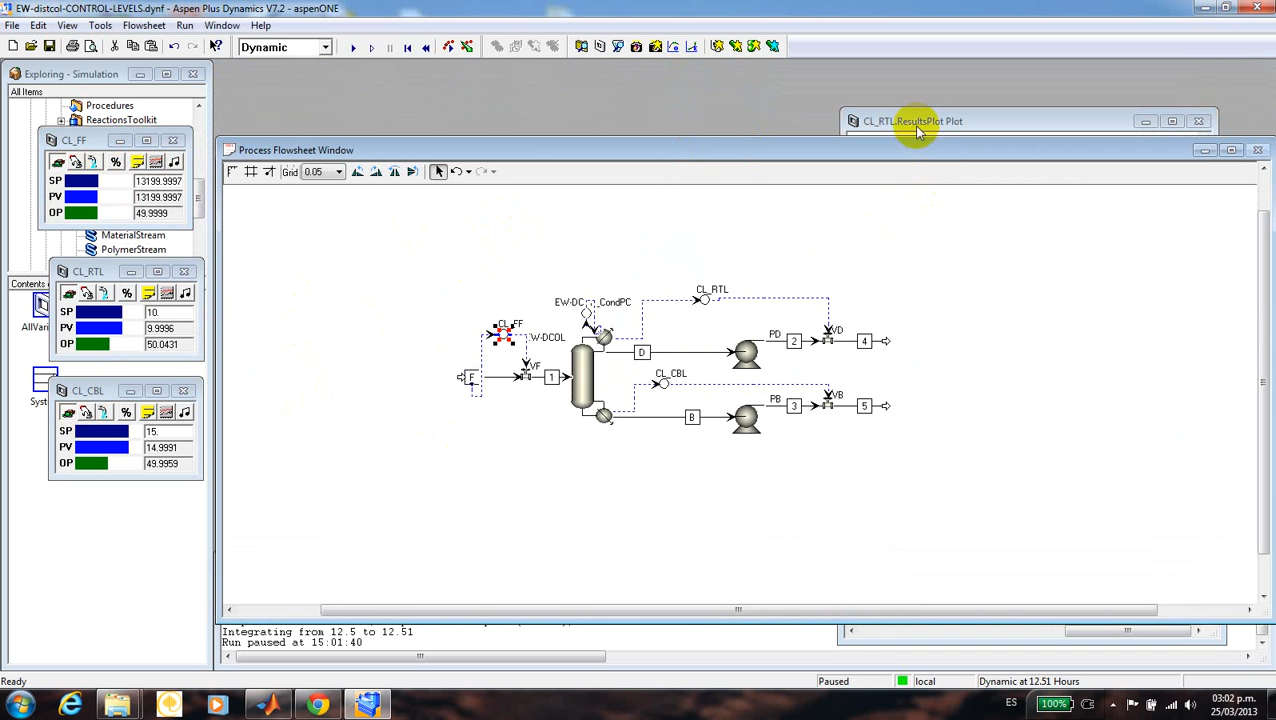 EW-distcol-CONTROL-LEVELS.dynf - Aspen Plus Dynamics V7.2 - aspenONE
File Edit View Tools Flowsheet Run Window Help
Dynamic
Exploring - Simulation
All Items
Procedures
ReactionsToolkit
CL_FF
SP 13199.9997
PV 13199.9997
OP 49.9999
MaterialStream
PolymerStream
Contents
AllVari
Syst
CL_RTL
SP 10.
PV 9.9996
OP 50.0431
CL_CBL
SP 15.
PV 14.9991
OP 49.9959
CL_RTL.ResultsPlot Plot
Process Flowsheet Window
Grid 0.05
CL_RTL
EW-DC _CondPC
CL_FF
W-DCOL
VD
PD 2 4
D
VF
F 1
CL_CBL
VB
PB 3 5
B
Integrating from 12.5 to 12.51
Run paused at 15:01:40
Ready Paused local Dynamic at 12.51 Hours
ES 100% 03:02 p.m.
25/03/2013